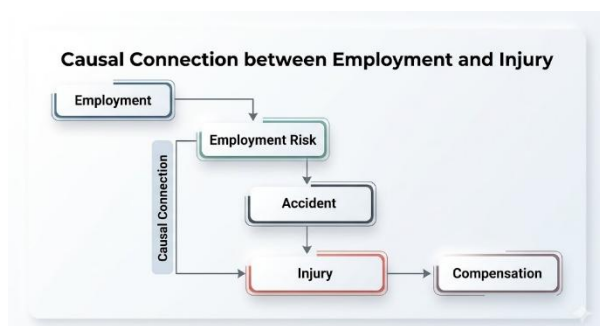 Causal Connection between Employment and Injury
Employment
Employment Risk
Causal Connection
Accident
Injury
Compensation